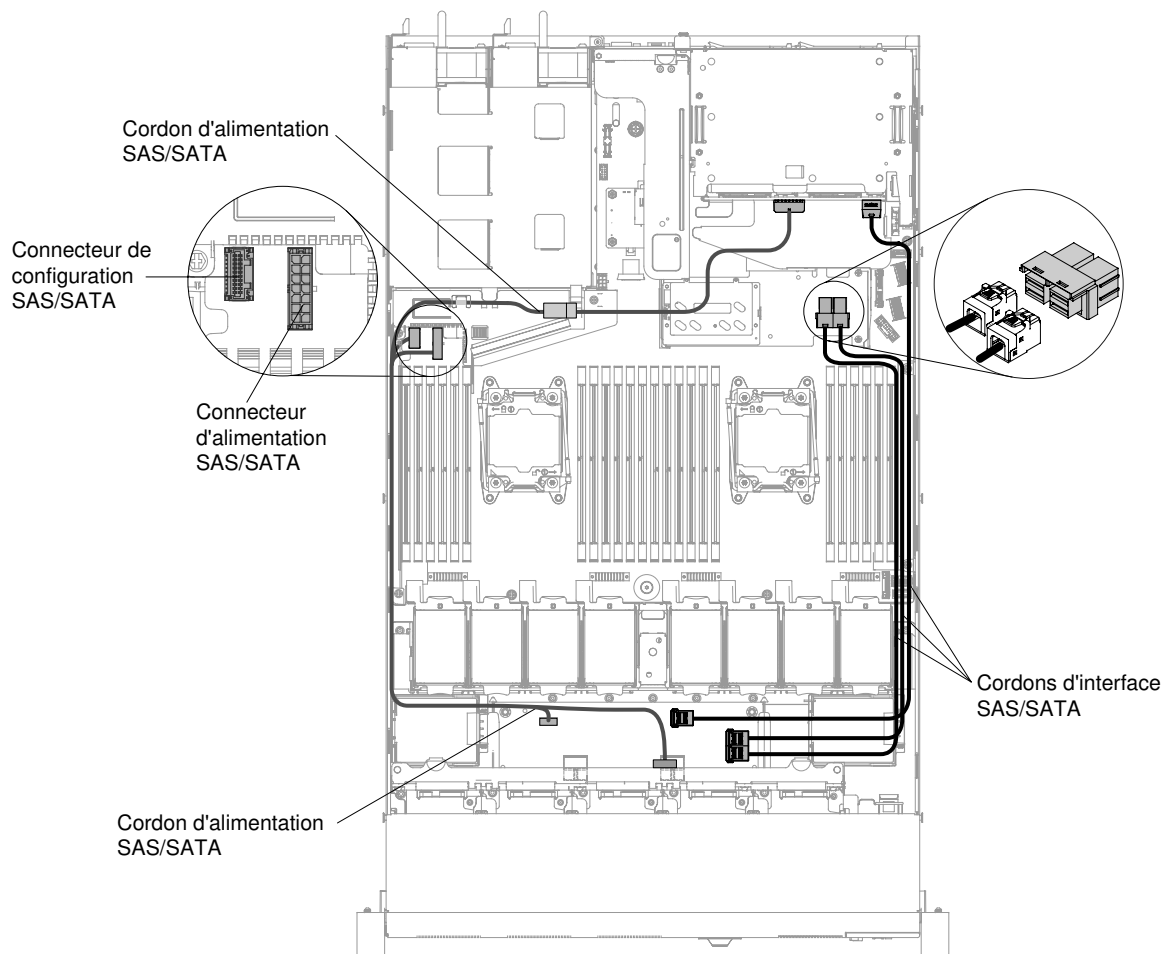 Cordon d'alimentation
SAS/SATA
Connecteur de
configuration
SAS/SATA
Connecteur
d'alimentation
SAS/SATA
Cordons d'interface
SAS/SATA
Cordon d'alimentation
SAS/SATA